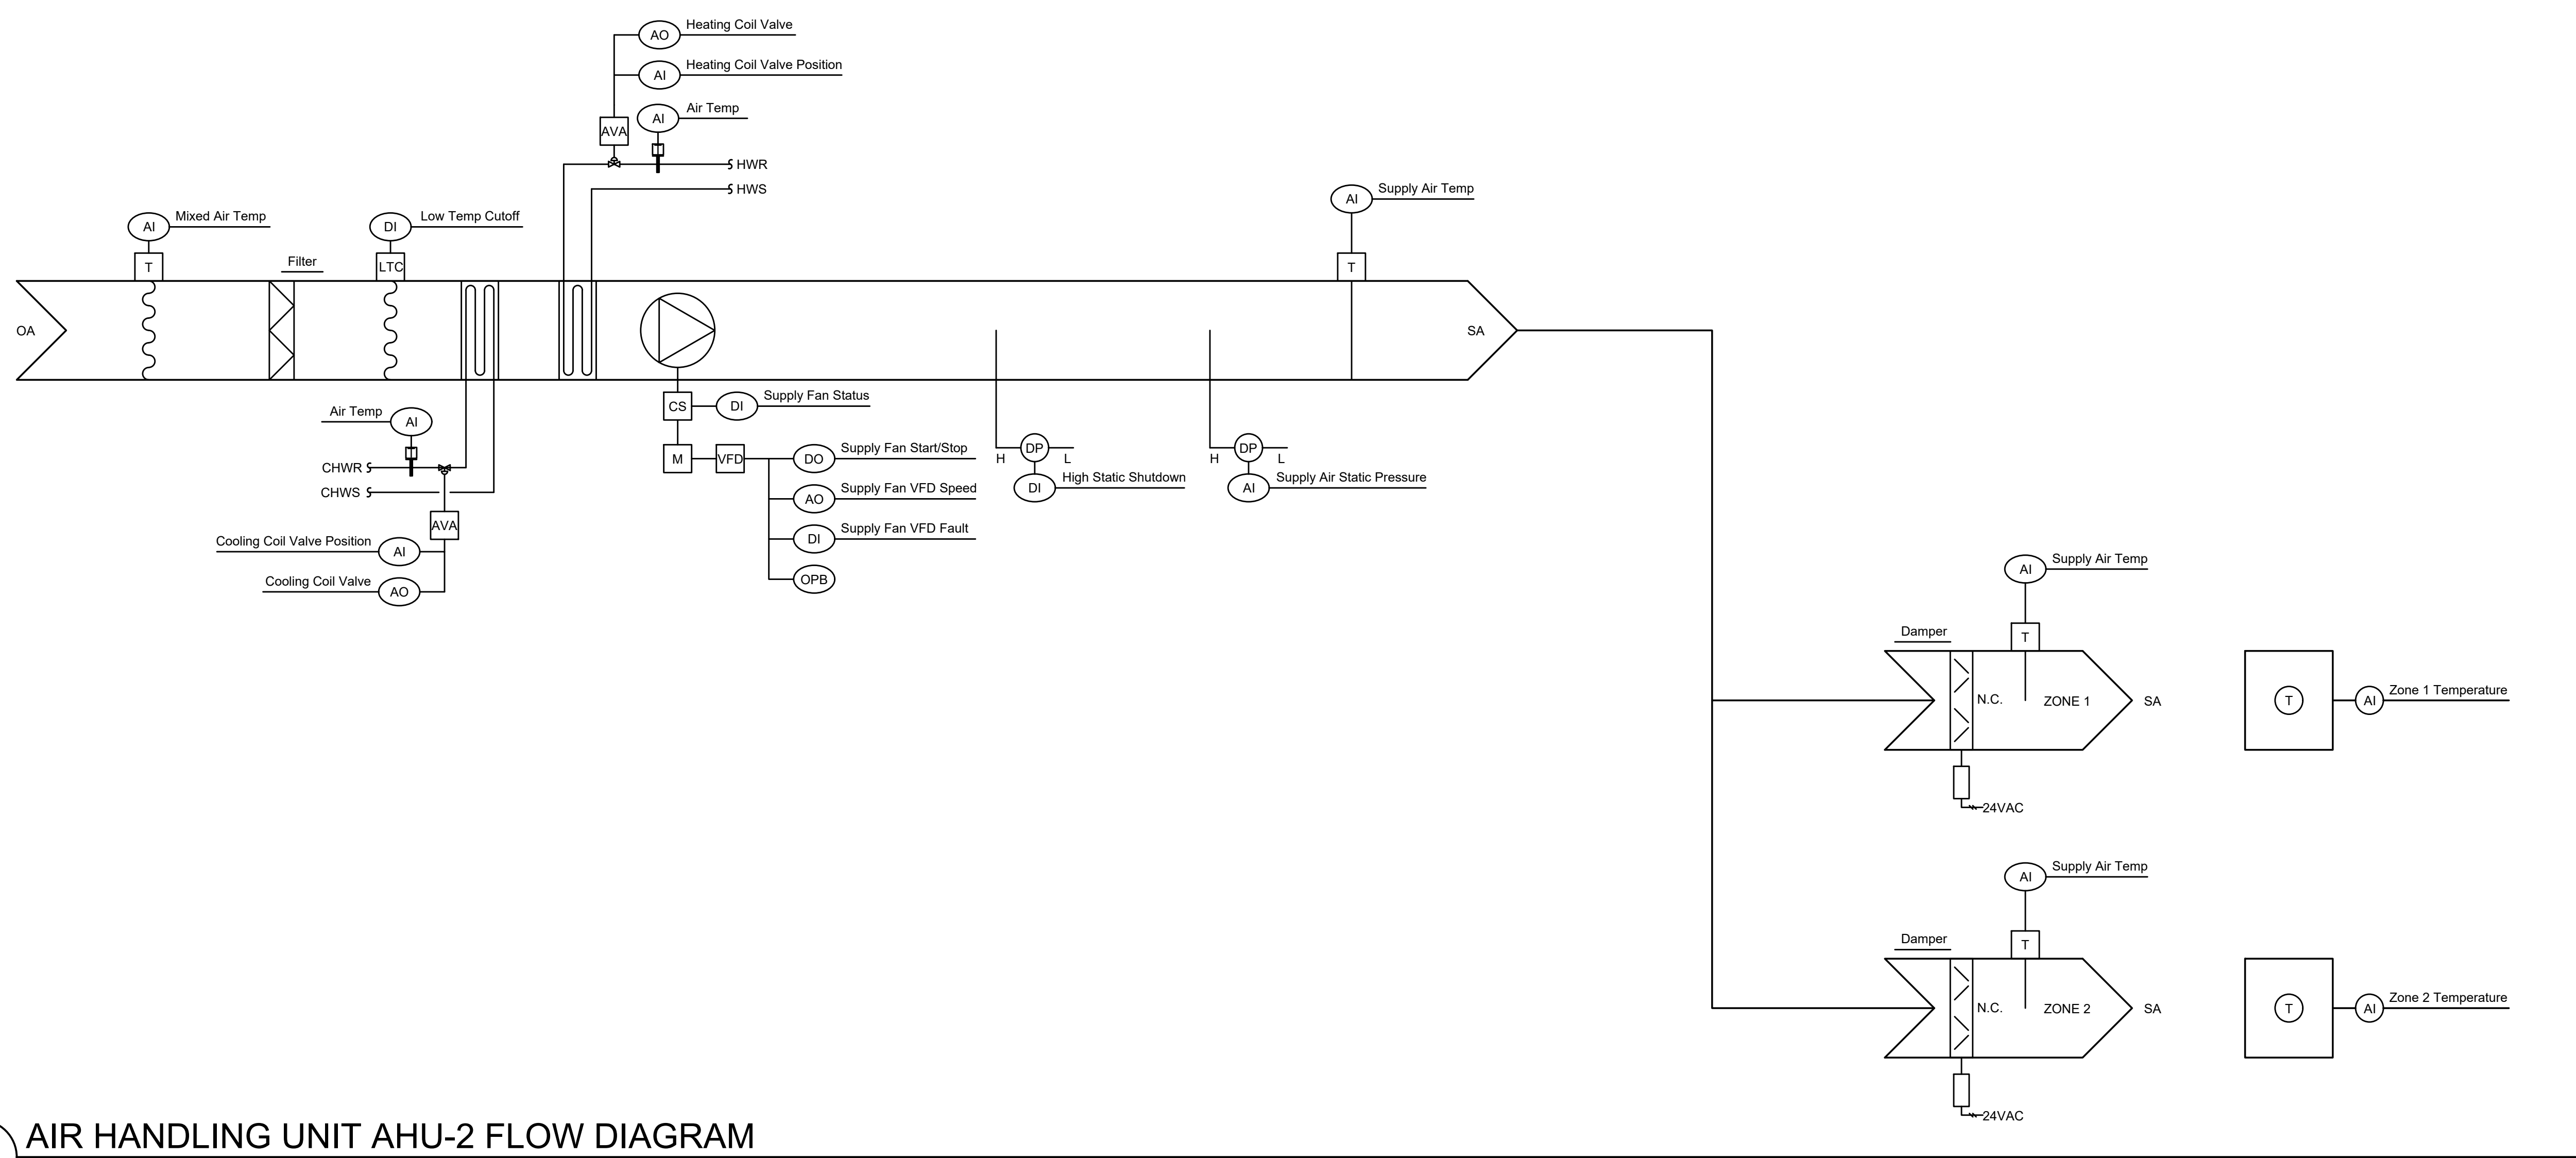 AO Heating Coil Valve
AI Heating Coil Valve Position
AI Air Temp
AVA
HWR
HWS
AI Mixed Air Temp
T
Filter
DI Low Temp Cutoff
LTC
AI Supply Air Temp
T
OA
SA
CS DI Supply Fan Status
M VFD DO Supply Fan Start/Stop
AO Supply Fan VFD Speed
DI Supply Fan VFD Fault
OPB
Air Temp AI
CHWR
CHWS
AVA
Cooling Coil Valve Position AI
Cooling Coil Valve AO
H DP L
DI High Static Shutdown
H DP L
AI Supply Air Static Pressure
AI Supply Air Temp
Damper
T
N.C.
ZONE 1
SA
24VAC
T AI Zone 1 Temperature
AI Supply Air Temp
Damper
T
N.C.
ZONE 2
SA
24VAC
T AI Zone 2 Temperature
AIR HANDLING UNIT AHU-2 FLOW DIAGRAM